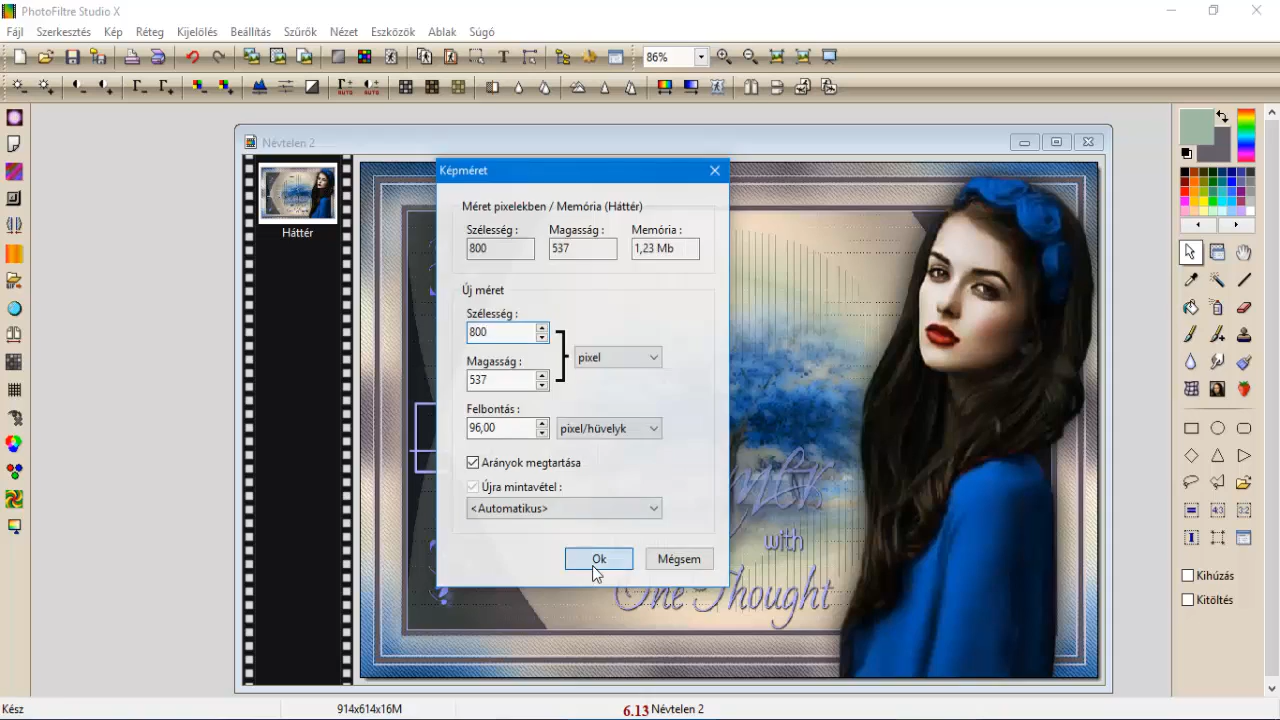 PhotoFiltre Studio X
Fájl Szerkesztés Kép Réteg Kijelölés Beállítás Szűrők Nézet Eszközök Ablak Súgó
86%
Névtelen 2
Háttér
Képméret
Méret pixelekben / Memória (Háttér)
Szélesség : Magasság : Memória :
800 537 1,23 Mb
Új méret
Szélesség :
800
pixel
Magasság :
537
Felbontás :
96,00 pixel/hüvelyk
Arányok megtartása
Újra mintavétel :
<Automatikus>
Ok Mégsem
with
One Thought
Kihúzás
Kitöltés
Kész 914x614x16M 6.13 Névtelen 2